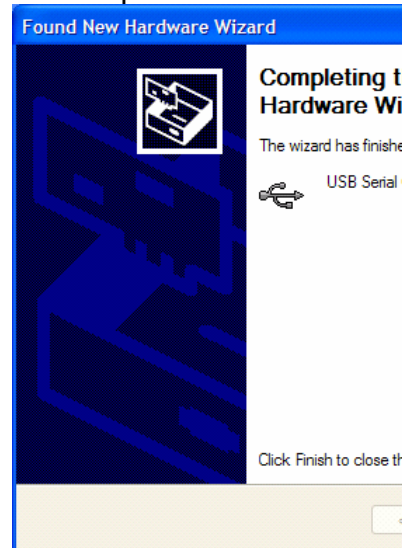 Found New Hardware Wizard
Completing t
Hardware Wi
The wizard has finishe
USB Serial
Click Finish to close th